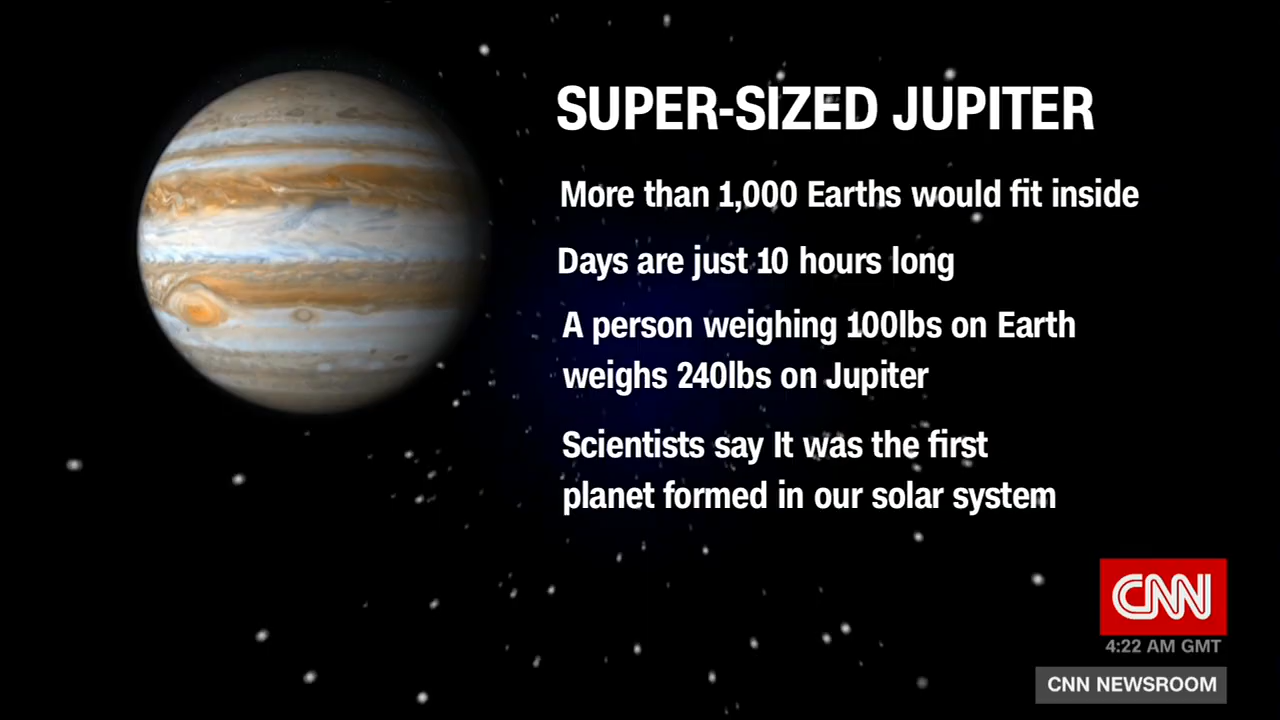 SUPER-SIZED JUPITER
More than 1,000 Earths would fit inside
Days are just 10 hours long
A person weighing 100lbs on Earth
weighs 240lbs on Jupiter
Scientists say It was the first
planet formed in our solar system
CNN
4:22 AM GMT
CNN NEWSROOM